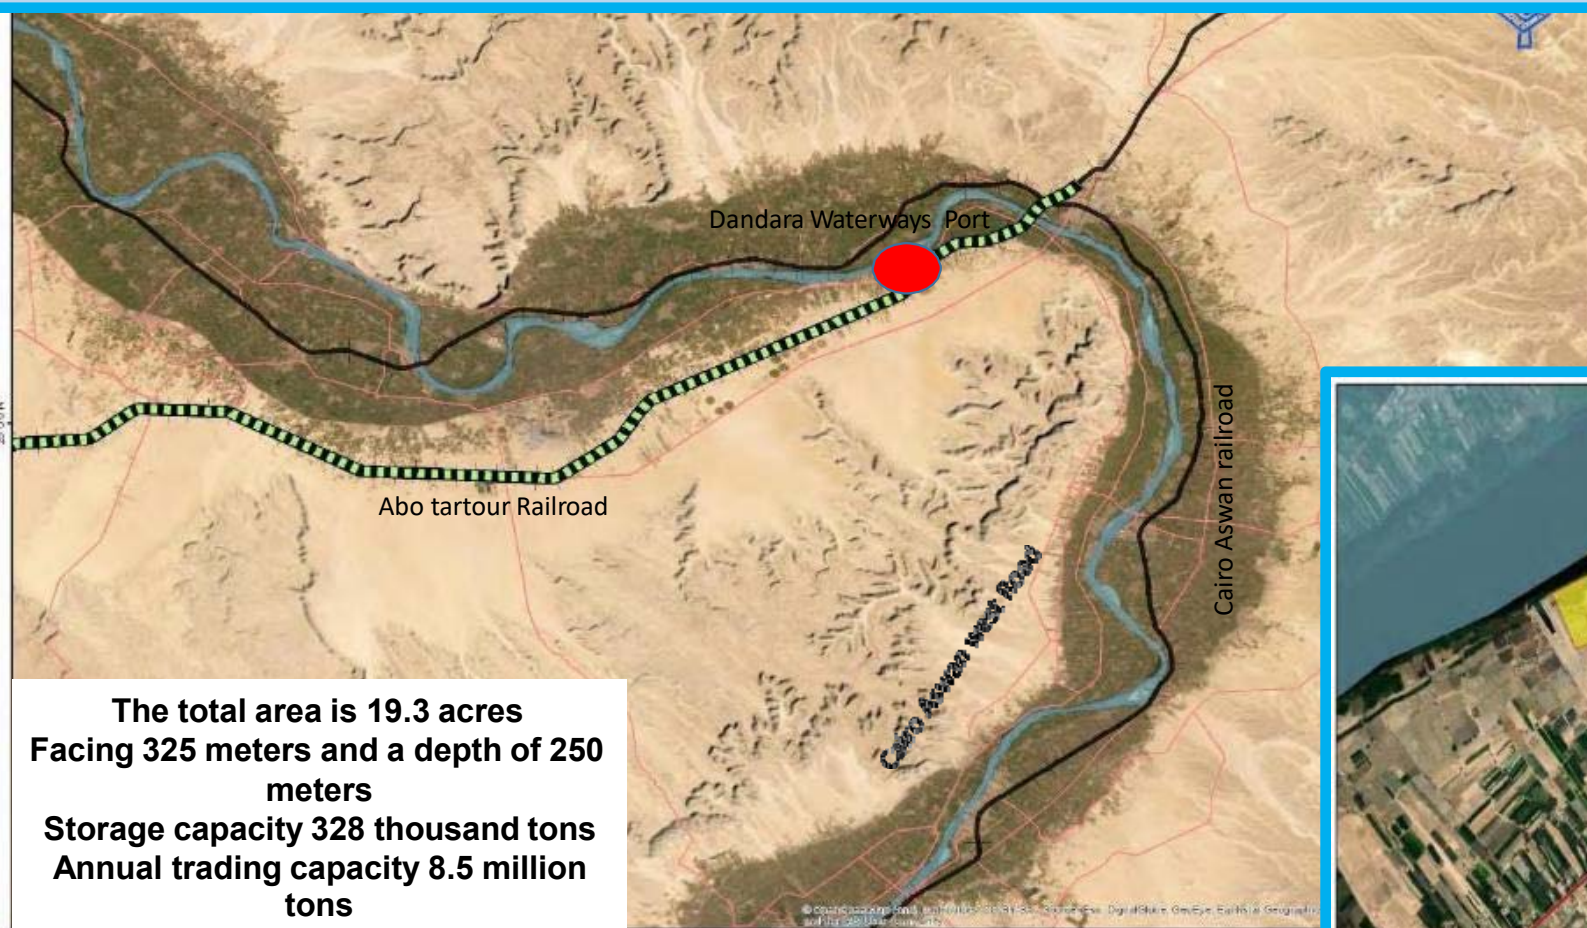 Dandara Waterways Port
Abo tartour Railroad
Cairo Aswan railroad
Cairo Aswan west Road
The total area is 19.3 acres
Facing 325 meters and a depth of 250
meters
Storage capacity 328 thousand tons
Annual trading capacity 8.5 million
tons